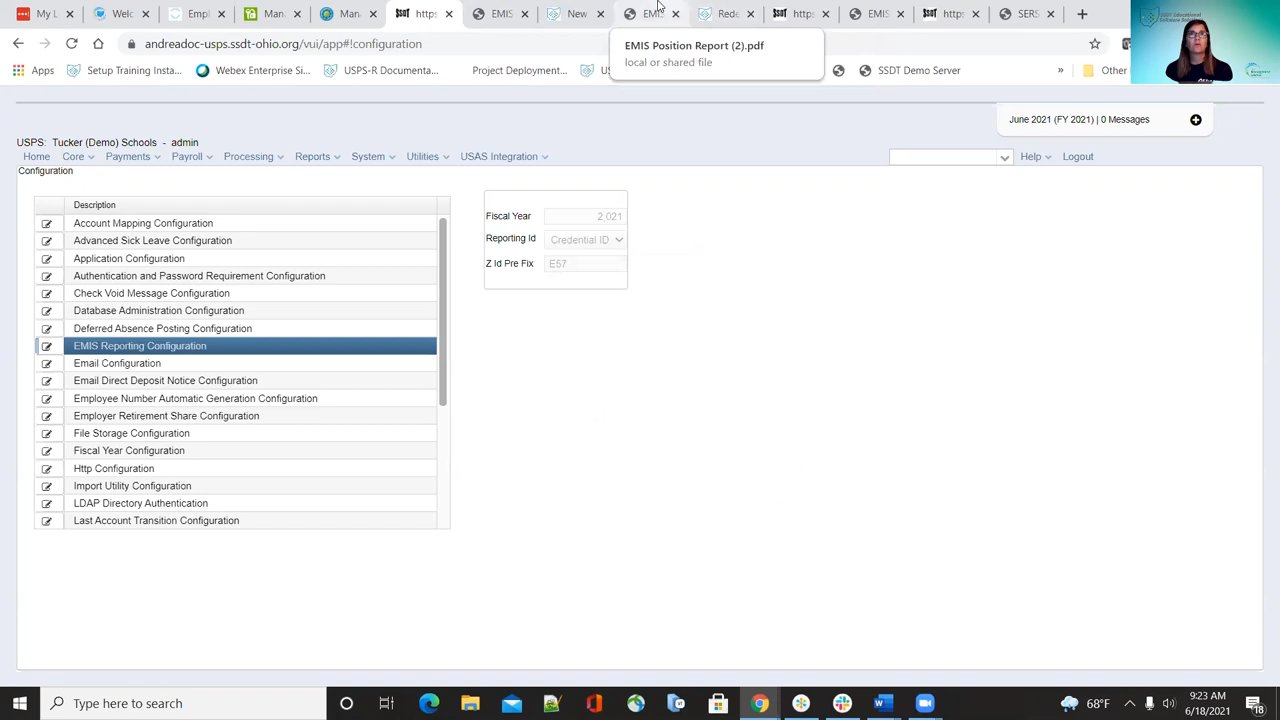 My L
Welc
Empl
Mana
Mana
https
EMIS
New
EMIS
Rede
https
EMIS
https
SERS
andreadoc-usps.ssdt-ohio.org/vui/app#!configuration
Apps
Setup Training Insta...
Webex Enterprise Si...
USPS-R Documenta...
Project Deployment...
SSDT Demo Server
»
Other
EMIS Position Report (2).pdf
local or shared file
June 2021 (FY 2021) | 0 Messages
USPS: Tucker (Demo) Schools - admin
Home Core Payments Payroll Processing Reports System Utilities USAS Integration Help Logout
Configuration
Description
Account Mapping Configuration
Advanced Sick Leave Configuration
Application Configuration
Authentication and Password Requirement Configuration
Check Void Message Configuration
Database Administration Configuration
Deferred Absence Posting Configuration
EMIS Reporting Configuration
Email Configuration
Email Direct Deposit Notice Configuration
Employee Number Automatic Generation Configuration
Employer Retirement Share Configuration
File Storage Configuration
Fiscal Year Configuration
Http Configuration
Import Utility Configuration
LDAP Directory Authentication
Last Account Transition Configuration
Fiscal Year 2,021
Reporting Id Credential ID
Z Id Pre Fix E57
Type here to search
68°F
9:23 AM
6/18/2021
18